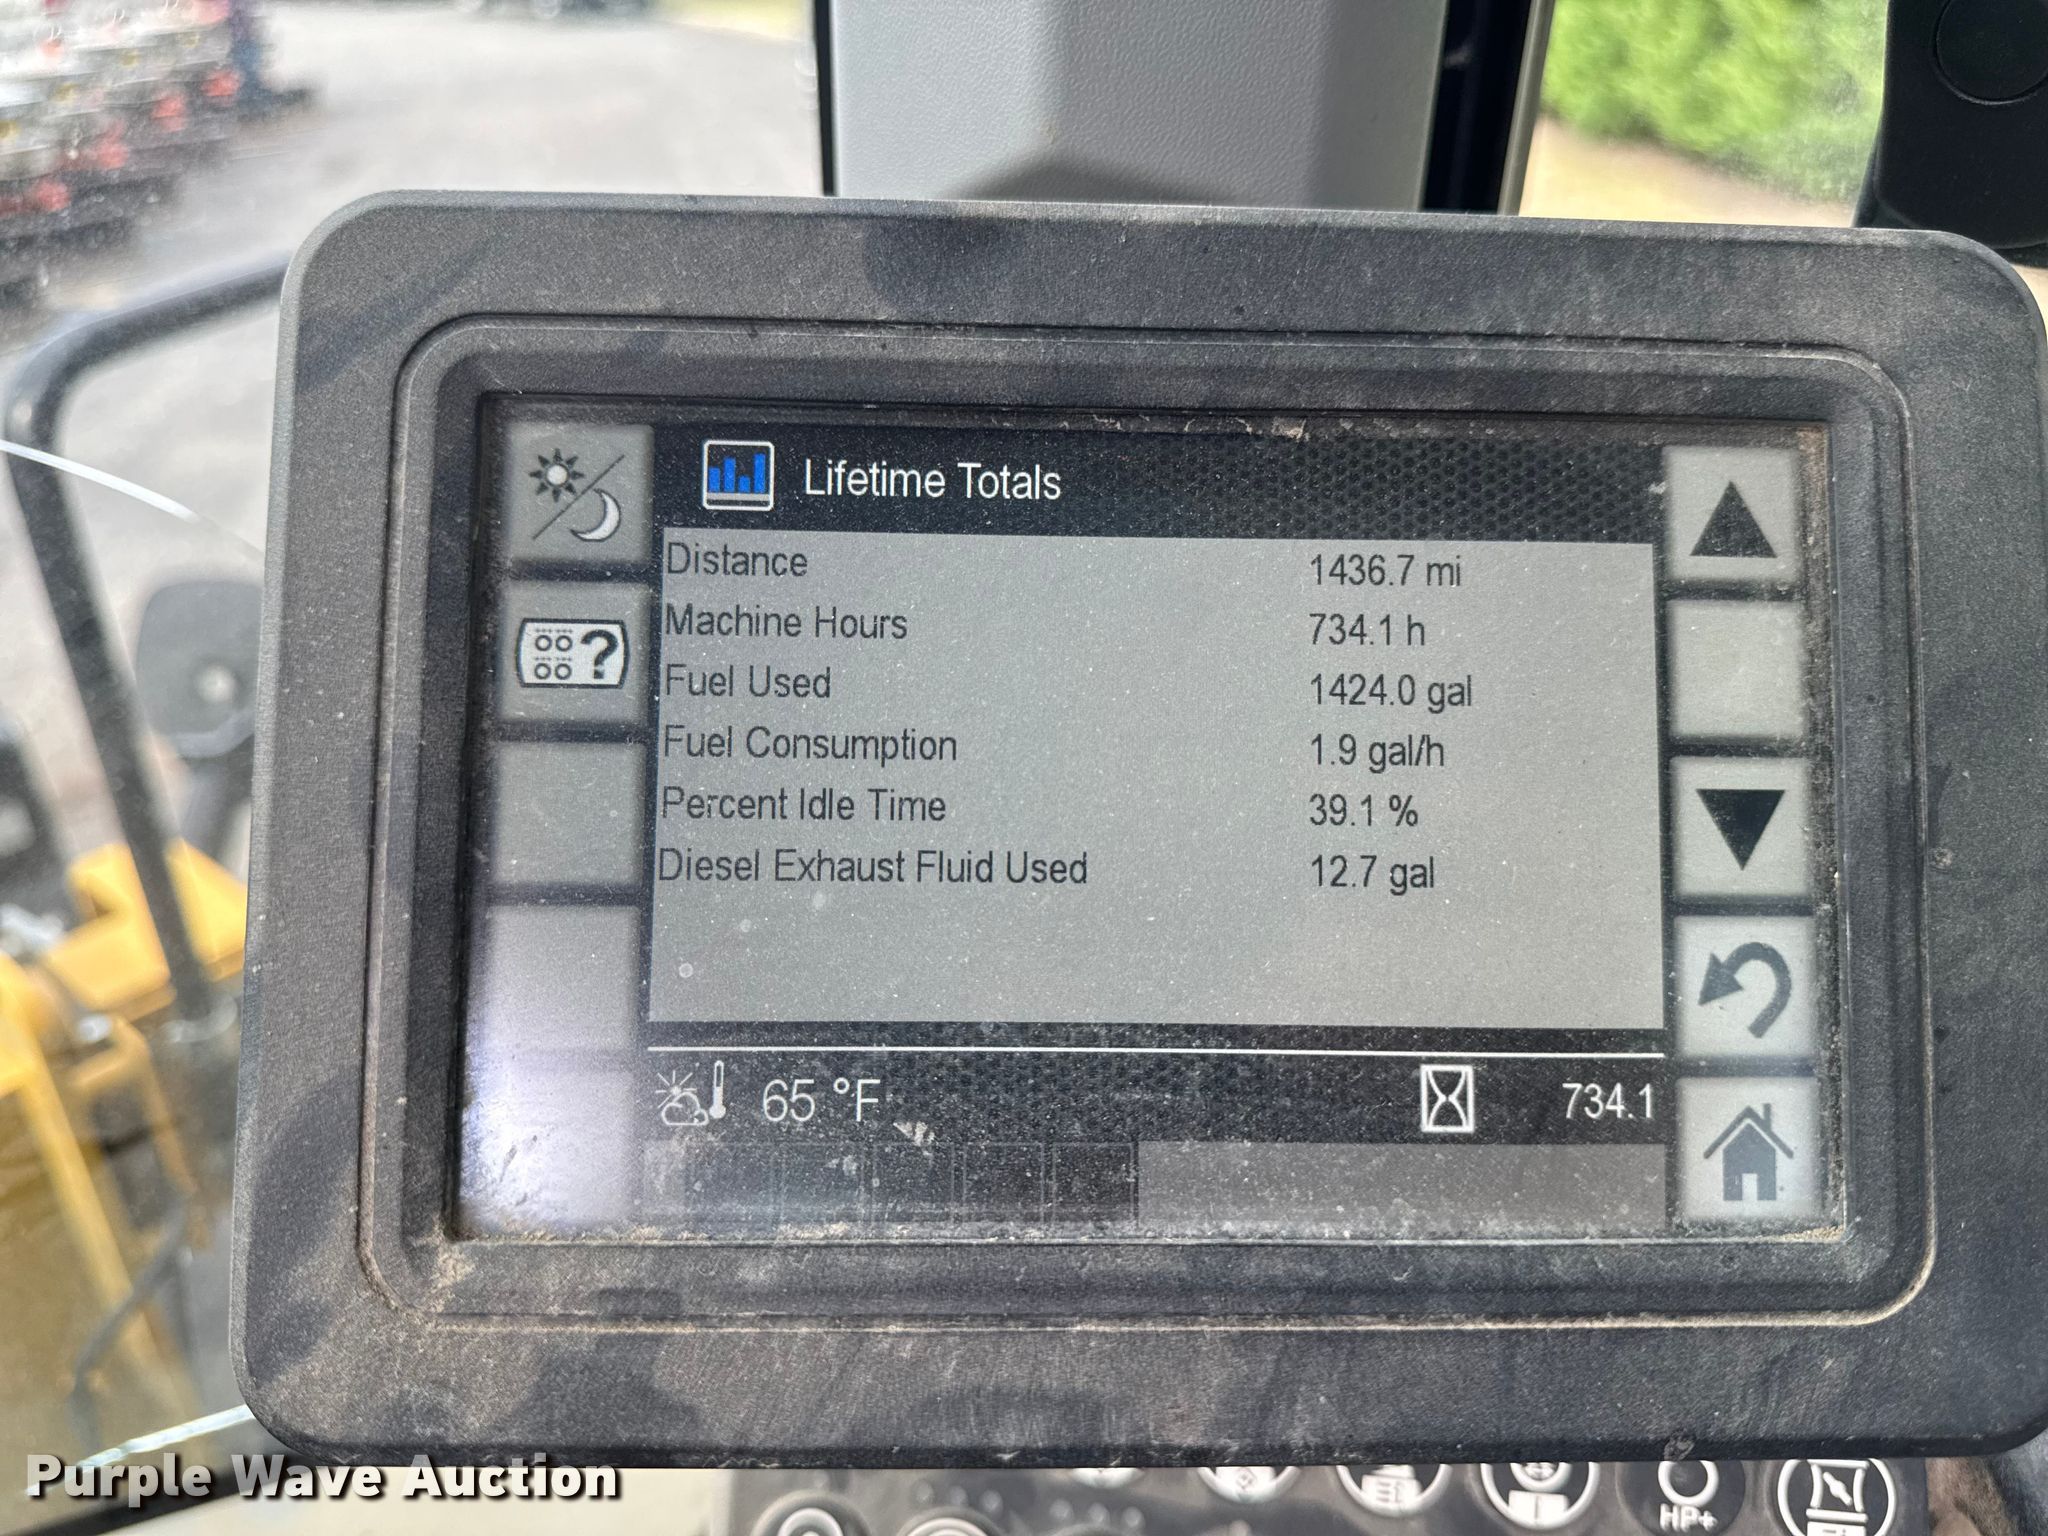 Lifetime Totals
Distance 1436.7 mi
Machine Hours 734.1 h
Fuel Used 1424.0 gal
Fuel Consumption 1.9 gal/h
Percent Idle Time 39.1 %
Diesel Exhaust Fluid Used 12.7 gal
65 °F 734.1
HP+
Purple Wave Auction